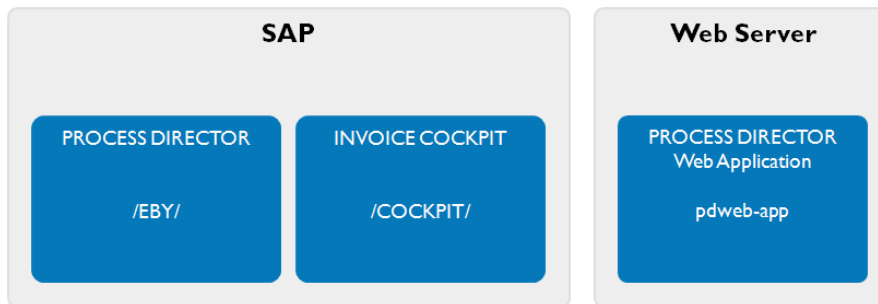 SAP
PROCESS DIRECTOR
/EBY/
INVOICE COCKPIT
/COCKPIT/
Web Server
PROCESS DIRECTOR
Web Application
pdweb-app